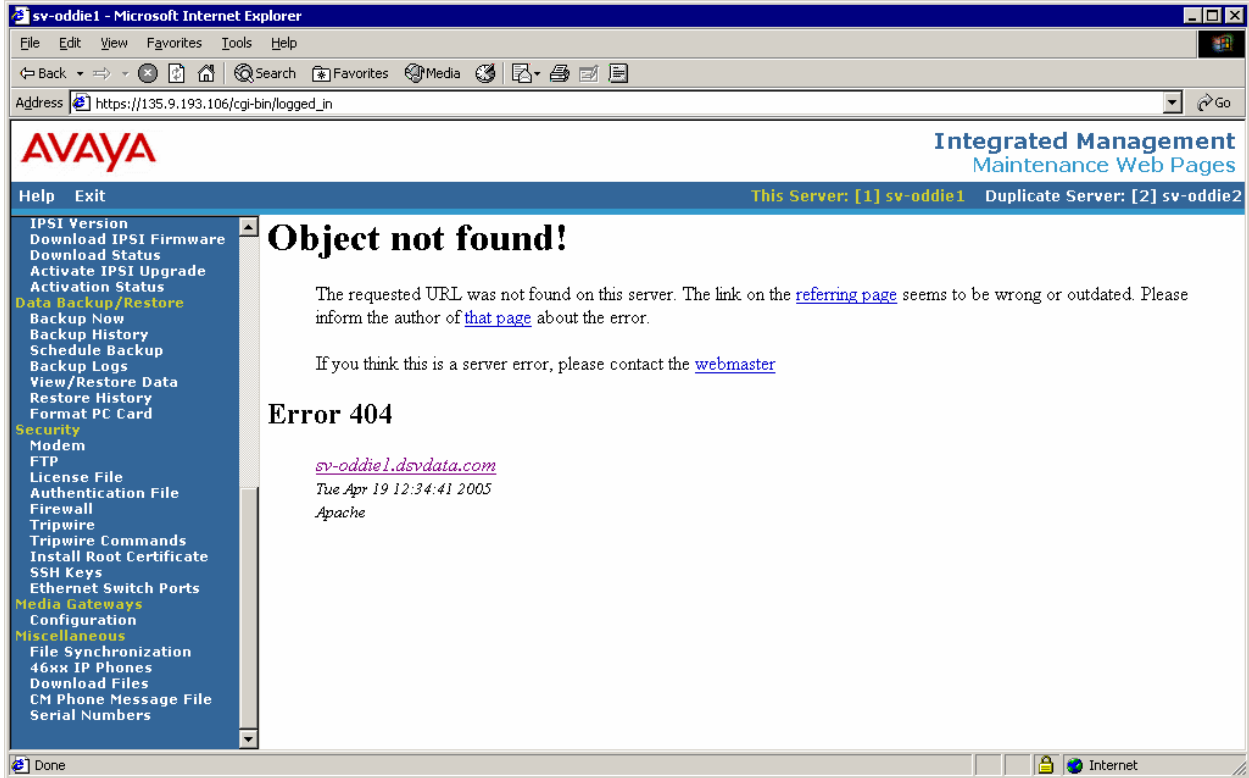 sv-oddie1 - Microsoft Internet Explorer
File Edit View Favorites Tools Help
Back Search Favorites Media
Address https://135.9.193.106/cgi-bin/logged_in Go
AVAYA
Integrated Management
Maintenance Web Pages
Help Exit This Server: [1] sv-oddie1 Duplicate Server: [2] sv-oddie2
IPSI Version
Download IPSI Firmware
Download Status
Activate IPSI Upgrade
Activation Status
Data Backup/Restore
Backup Now
Backup History
Schedule Backup
Backup Logs
View/Restore Data
Restore History
Format PC Card
Security
Modem
FTP
License File
Authentication File
Firewall
Tripwire
Tripwire Commands
Install Root Certificate
SSH Keys
Ethernet Switch Ports
Media Gateways
Configuration
Miscellaneous
File Synchronization
46xx IP Phones
Download Files
CM Phone Message File
Serial Numbers
Object not found!
The requested URL was not found on this server. The link on the referring page seems to be wrong or outdated. Please
inform the author of that page about the error.
If you think this is a server error, please contact the webmaster
Error 404
sv-oddie1.dsvdata.com
Tue Apr 19 12:34:41 2005
Apache
Done Internet